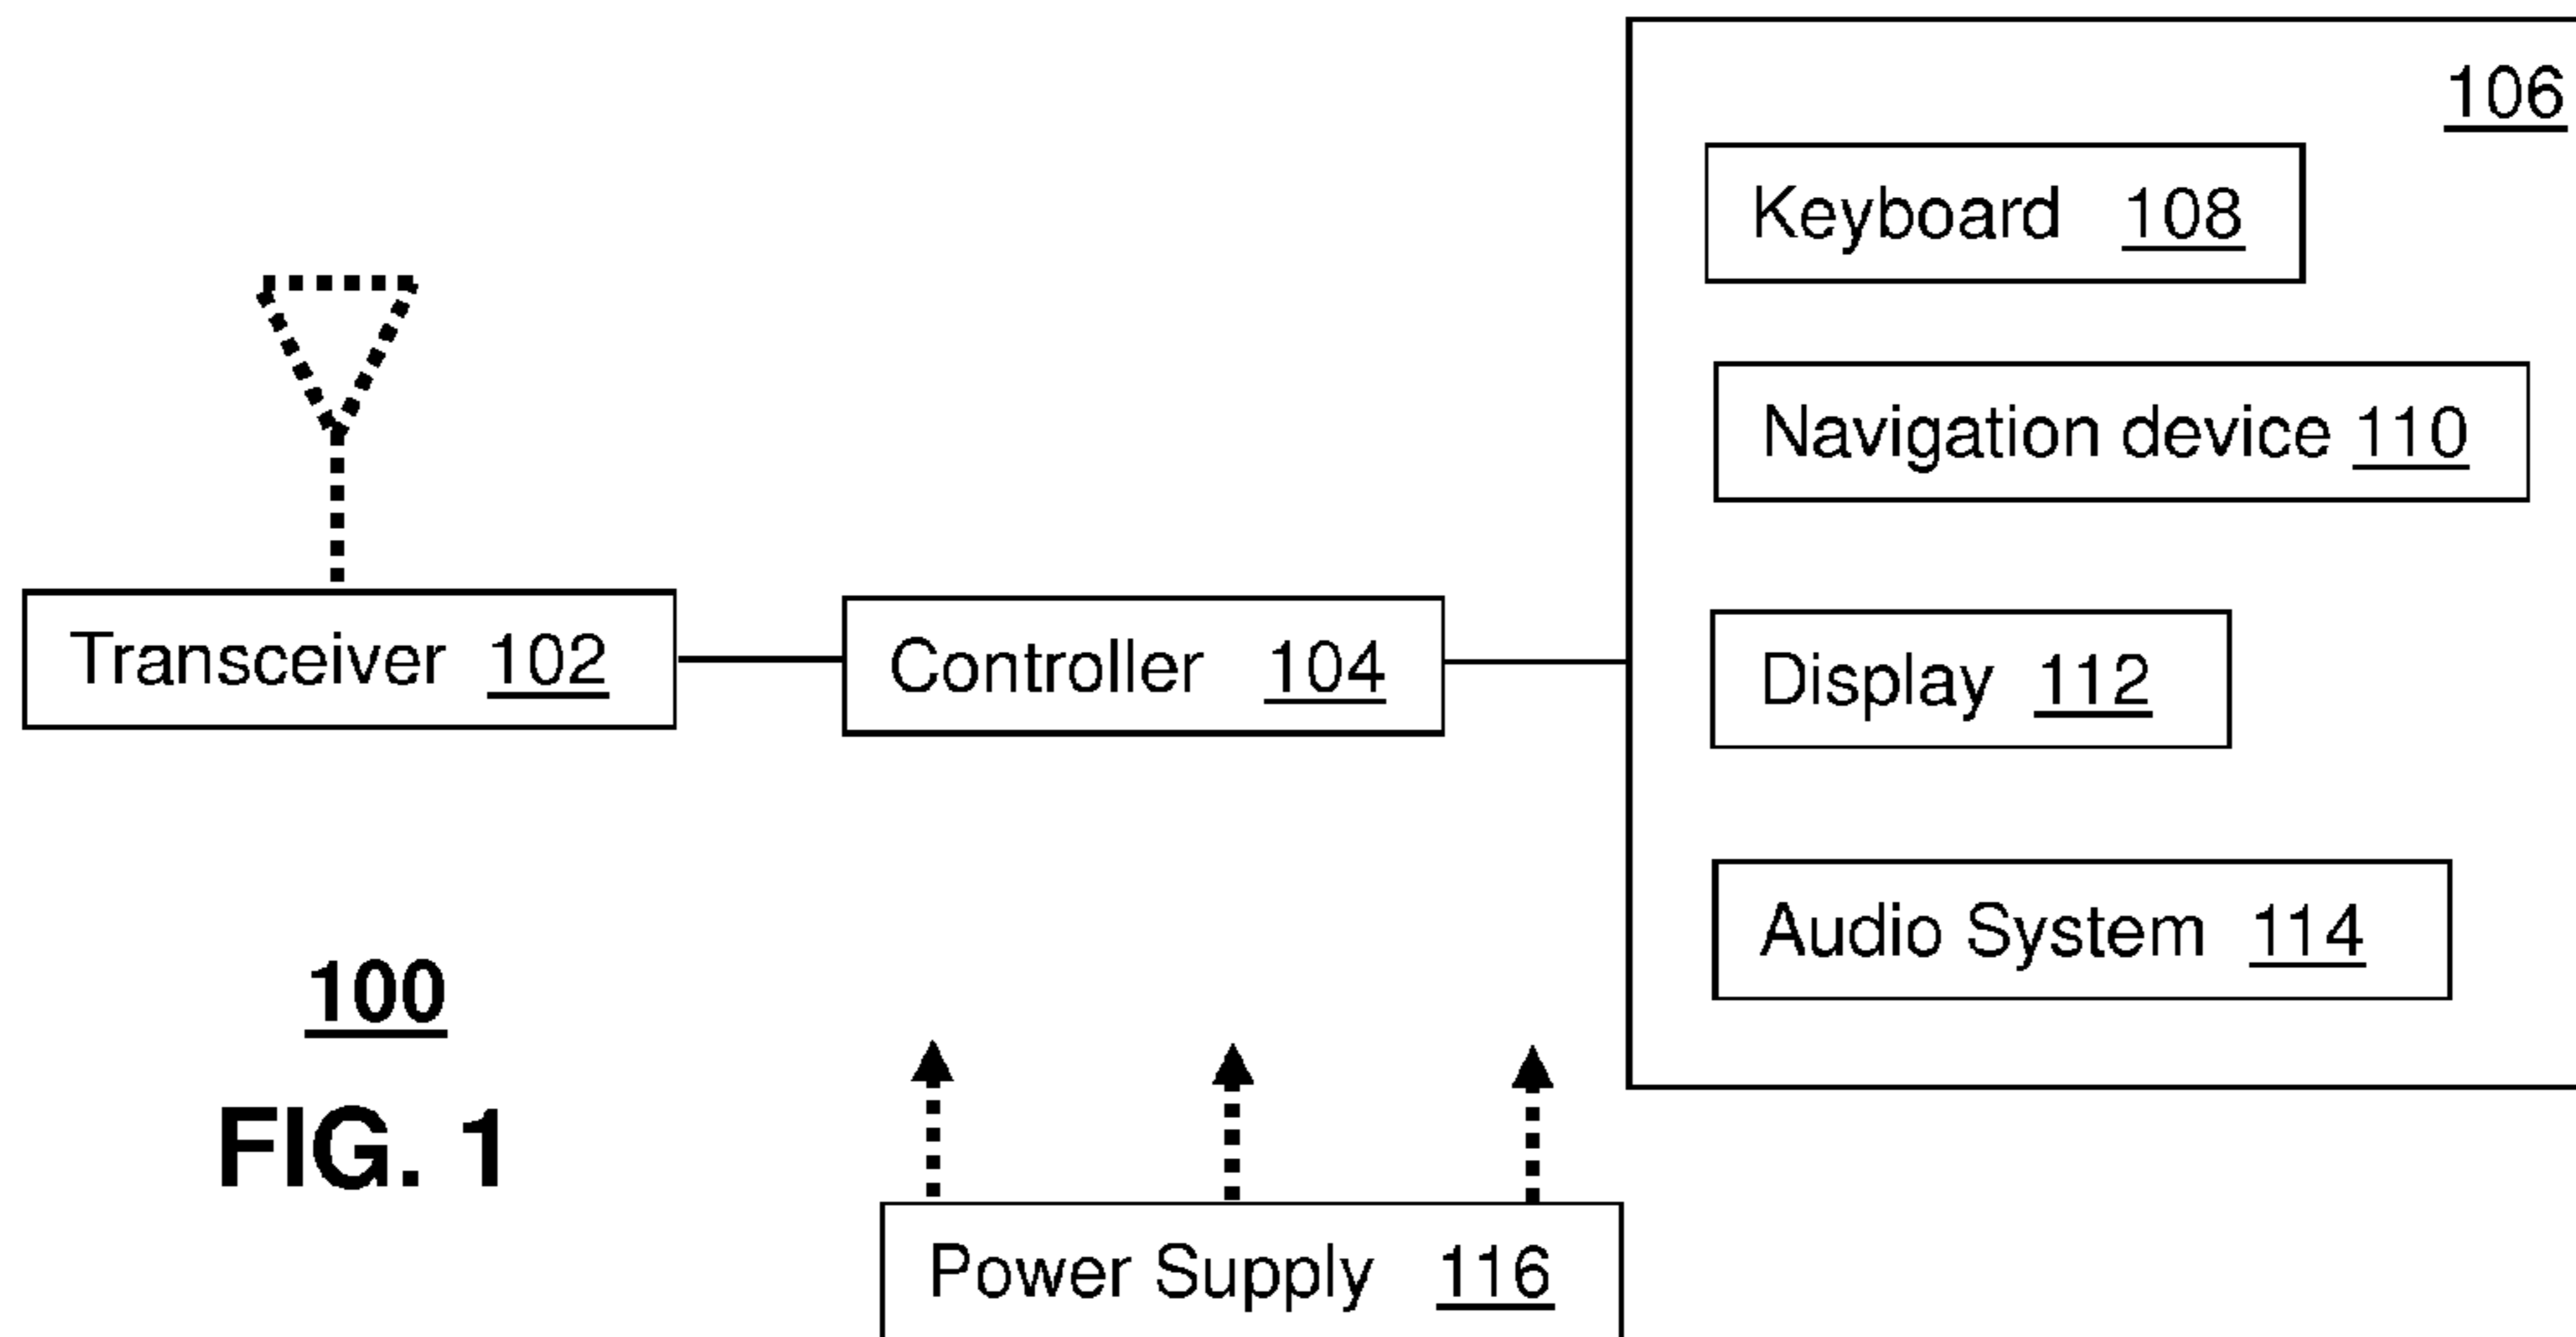 106
Keyboard 108
Navigation device 110
Transceiver 102
Controller 104
Display 112
Audio System 114
100
FIG. 1
Power Supply 116